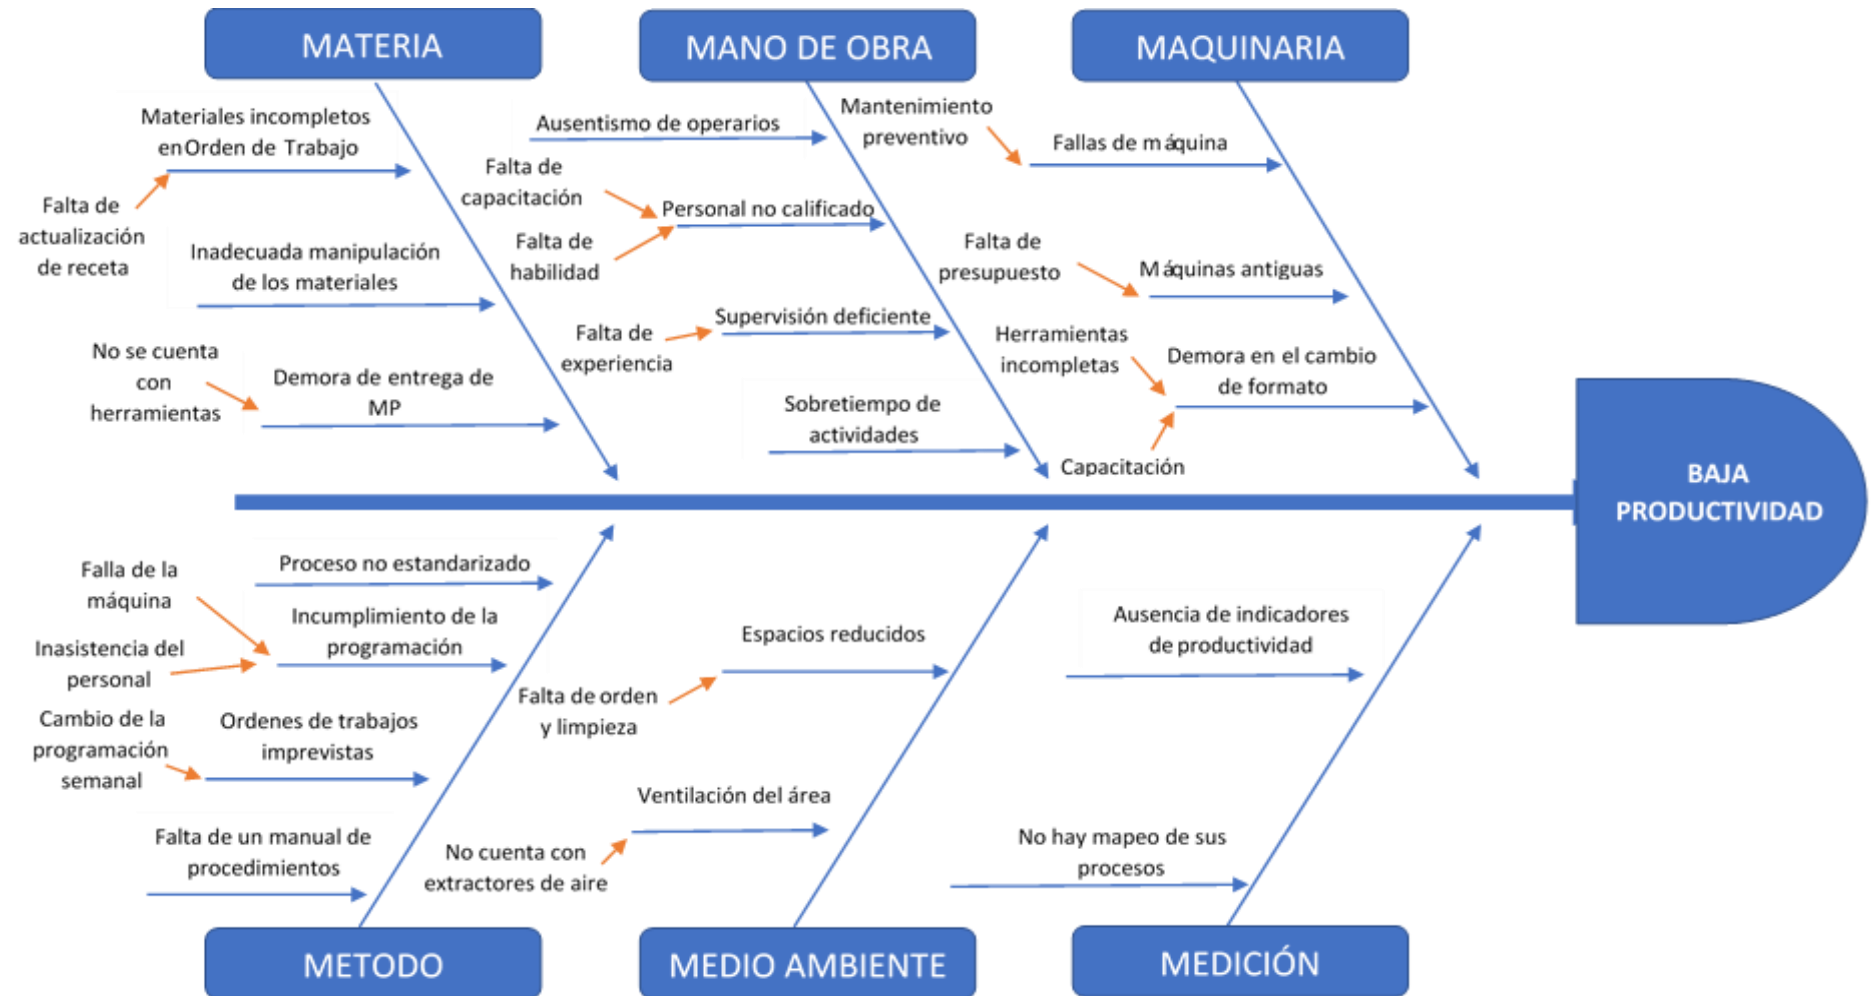 MATERIA
MANO DE OBRA
MAQUINARIA
Materiales incompletos
en Orden de Trabajo
Falta de
actualización
de receta
Inadecuada manipulación
de los materiales
No se cuenta
con
herramientas
Demora de entrega de
MP
Ausentismo de operarios
Falta de
capacitación
Personal no calificado
Falta de
habilidad
Supervisión deficiente
Falta de
experiencia
Sobretiempo de
actividades
Mantenimiento
preventivo
Fallas de máquina
Falta de
presupuesto
Máquinas antiguas
Herramientas
incompletas
Demora en el cambio
de formato
Capacitación
BAJA
PRODUCTIVIDAD
Proceso no estandarizado
Falla de la
máquina
Incumplimiento de la
programación
Inasistencia del
personal
Cambio de la
programación
semanal
Ordenes de trabajos
imprevistas
Falta de un manual de
procedimientos
Espacios reducidos
Falta de orden
y limpieza
Ventilación del área
No cuenta con
extractores de aire
Ausencia de indicadores
de productividad
No hay mapeo de sus
procesos
METODO
MEDIO AMBIENTE
MEDICIÓN